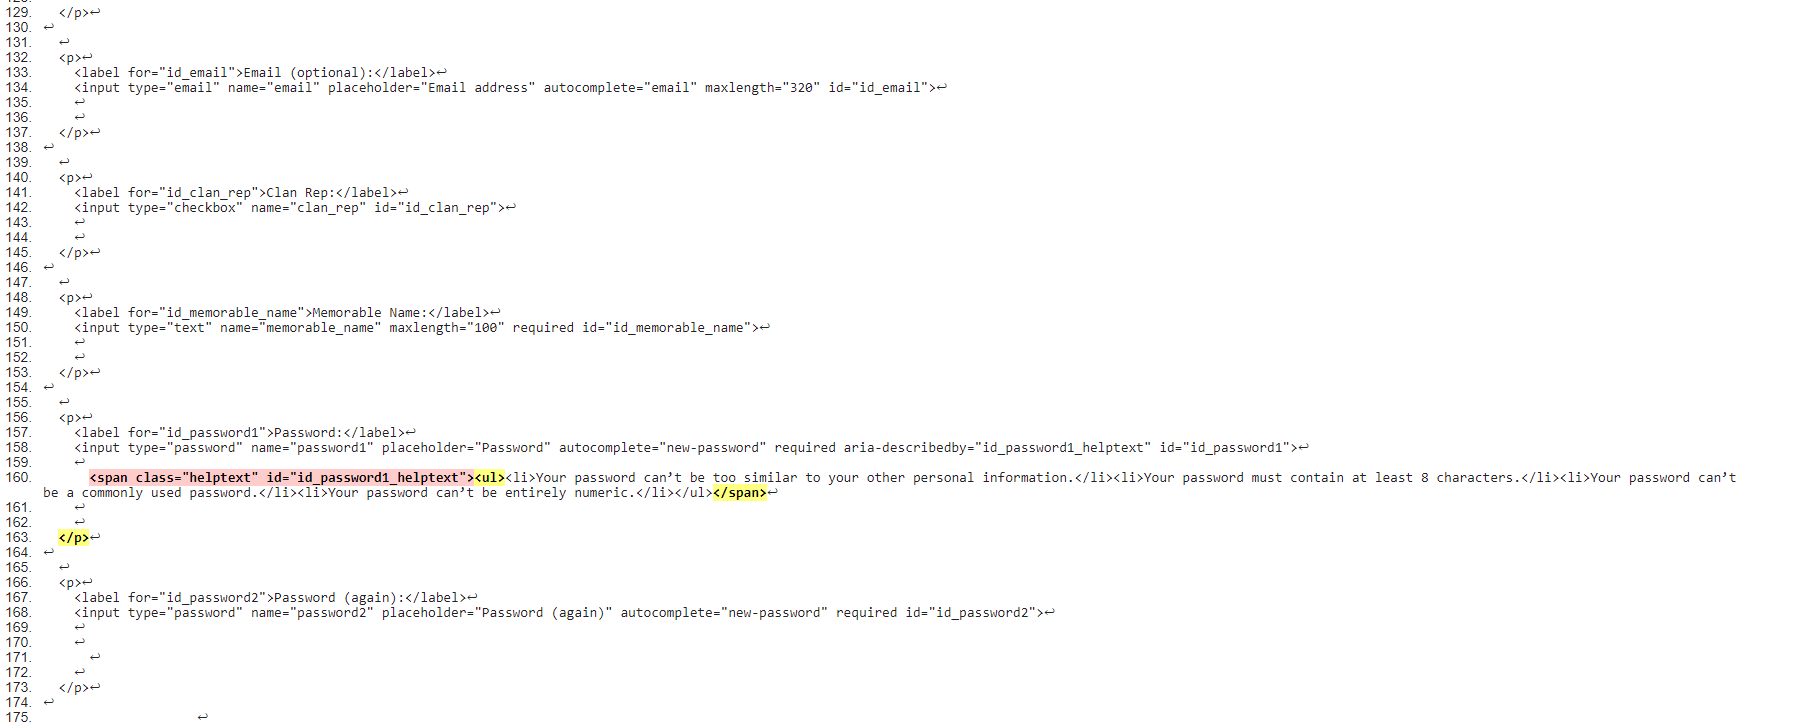 129. </p>↩
130. ↩
131. ↩
132. <p>↩
133. <label for="id_email">Email (optional):</label>↩
134. <input type="email" name="email" placeholder="Email address" autocomplete="email" maxlength="320" id="id_email">↩
135. ↩
136. ↩
137. </p>↩
138. ↩
139. ↩
140. <p>↩
141. <label for="id_clan_rep">Clan Rep:</label>↩
142. <input type="checkbox" name="clan_rep" id="id_clan_rep">↩
143. ↩
144. ↩
145. </p>↩
146. ↩
147. ↩
148. <p>↩
149. <label for="id_memorable_name">Memorable Name:</label>↩
150. <input type="text" name="memorable_name" maxlength="100" required id="id_memorable_name">↩
151. ↩
152. ↩
153. </p>↩
154. ↩
155. ↩
156. <p>↩
157. <label for="id_password1">Password:</label>↩
158. <input type="password" name="password1" placeholder="Password" autocomplete="new-password" required aria-describedby="id_password1_helptext" id="id_password1">↩
159. ↩
160. <span class="helptext" id="id_password1_helptext"><ul><li>Your password can’t be too similar to your other personal information.</li><li>Your password must contain at least 8 characters.</li><li>Your password can’t
be a commonly used password.</li><li>Your password can’t be entirely numeric.</li></ul></span>↩
161. ↩
162. ↩
163. </p>↩
164. ↩
165. ↩
166. <p>↩
167. <label for="id_password2">Password (again):</label>↩
168. <input type="password" name="password2" placeholder="Password (again)" autocomplete="new-password" required id="id_password2">↩
169. ↩
170. ↩
171. ↩
172. ↩
173. </p>↩
174. ↩
175. ↩